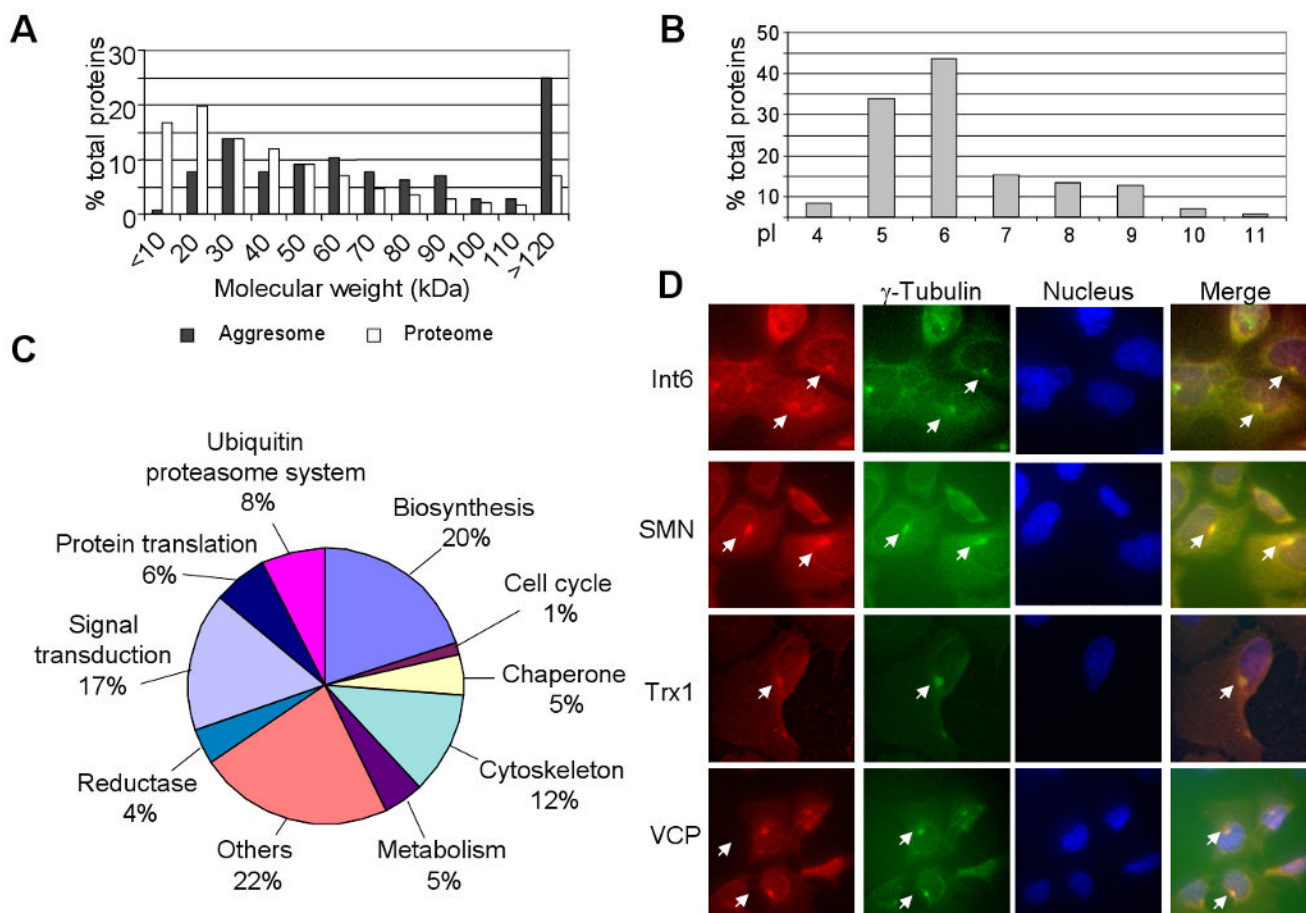 A
30
20
10
0
% total proteins
<10
20
30
40
50
60
70
80
90
100
110
>120
Molecular weight (kDa)
Aggresome
Proteome
B
50
40
30
20
10
% total proteins
pI
4
5
6
7
8
9
10
11
C
Ubiquitin
proteasome system
8%
Biosynthesis
20%
Protein translation
6%
Cell cycle
1%
Signal
transduction
17%
Chaperone
5%
Reductase
4%
Cytoskeleton
12%
Others
22%
Metabolism
5%
D
γ-Tubulin
Nucleus
Merge
Int6
SMN
Trx1
VCP